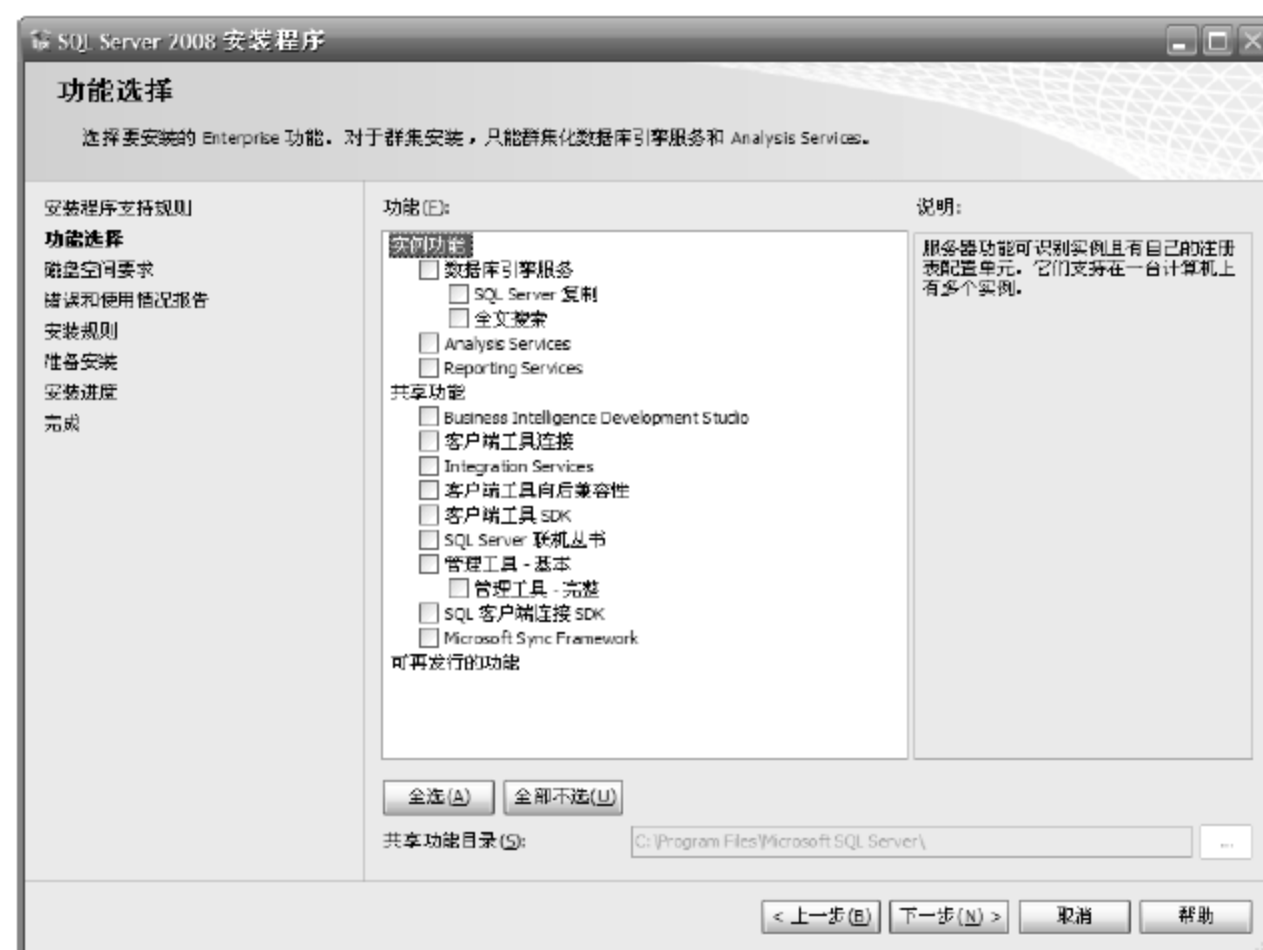 SQL Server 2008 安装程序
功能选择
选择要安装的 Enterprise 功能。对于群集安装，只能群集化数据库引擎服务和 Analysis Services。
安装程序支持规则
功能选择
磁盘空间要求
错误和使用情况报告
安装规则
准备安装
安装进度
完成
功能(F):
实例功能
数据库引擎服务
SQL Server 复制
全文搜索
Analysis Services
Reporting Services
共享功能
Business Intelligence Development Studio
客户端工具连接
Integration Services
客户端工具向后兼容性
客户端工具 SDK
SQL Server 联机丛书
管理工具 - 基本
管理工具 - 完整
SQL 客户端连接 SDK
Microsoft Sync Framework
可再发行的功能
说明:
服务器功能可识别实例且有自己的注册
表配置单元。它们支持在一台计算机上
有多个实例。
全选(A)
全部不选(U)
共享功能目录(S):
C:\Program Files\Microsoft SQL Server\
...
< 上一步(B)
下一步(N) >
取消
帮助